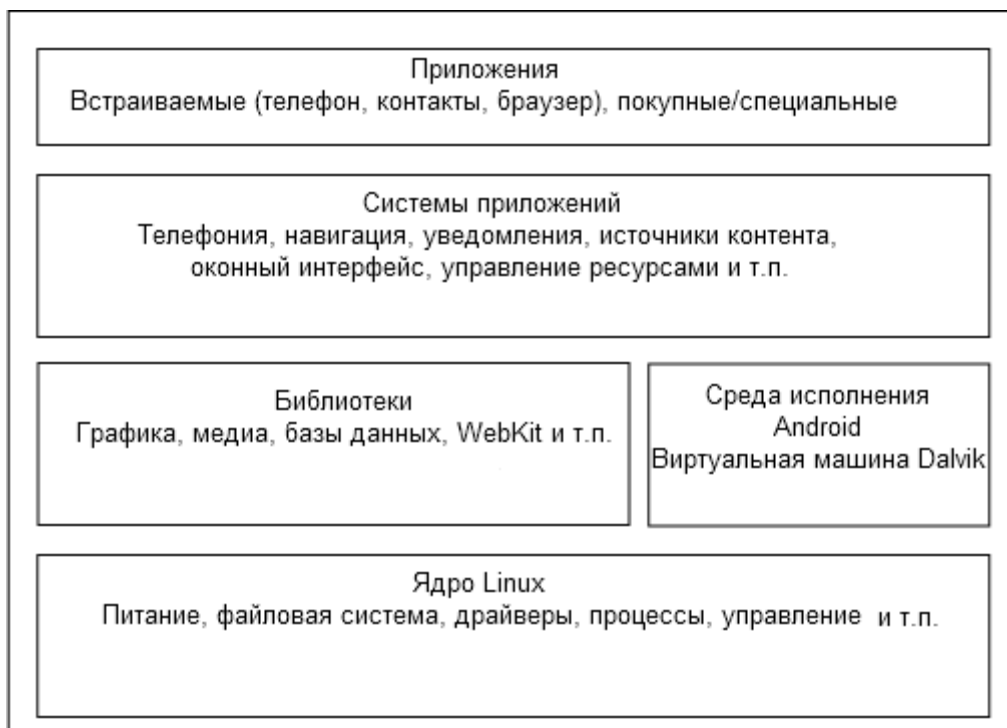 Приложения
Встраиваемые (телефон, контакты, браузер), покупные/специальные
Системы приложений
Телефония, навигация, уведомления, источники контента,
оконный интерфейс, управление ресурсами и т.п.
Библиотеки
Графика, медиа, базы данных, WebKit и т.п.
Среда исполнения
Android
Виртуальная машина Dalvik
Ядро Linux
Питание, файловая система, драйверы, процессы, управление и т.п.